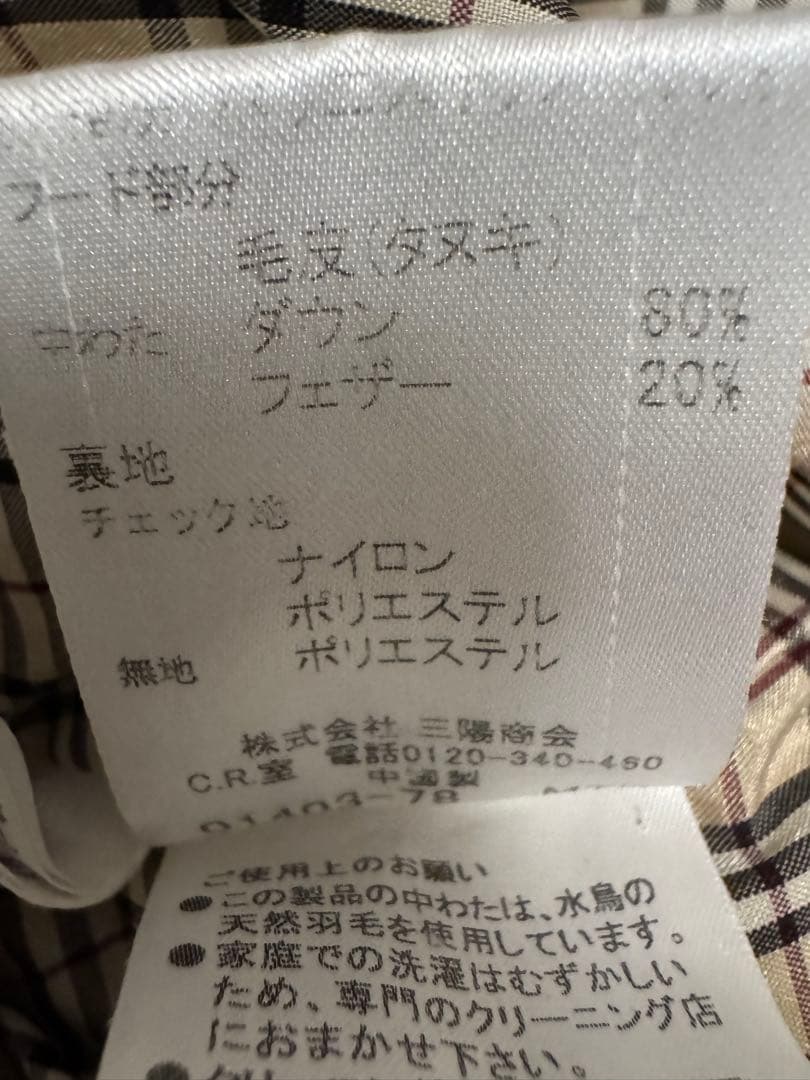 フード部分
毛皮(タヌキ)
中わた ダウン 80%
フェザー 20%
裏地
チェック地
ナイロン
ポリエステル
無地 ポリエステル
株式会社 三陽商会
C.R.室 電話0120-340-460
中国製
01403-78
ご使用上のお願い
●この製品の中わたは、水鳥の
天然羽毛を使用しています。
●家庭での洗濯はむずかしい
ため、専門のクリーニング店
におまかせ下さい。